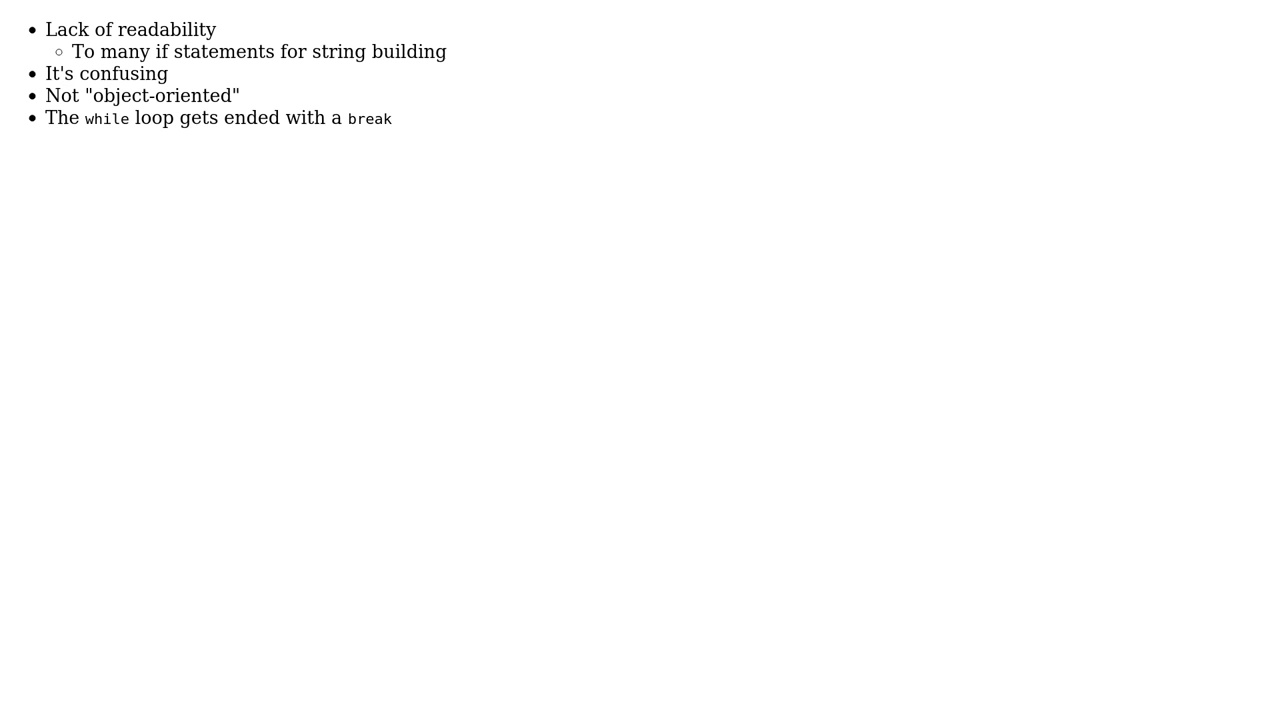 Lack of readability
To many if statements for string building
It's confusing
Not "object-oriented"
The while loop gets ended with a break